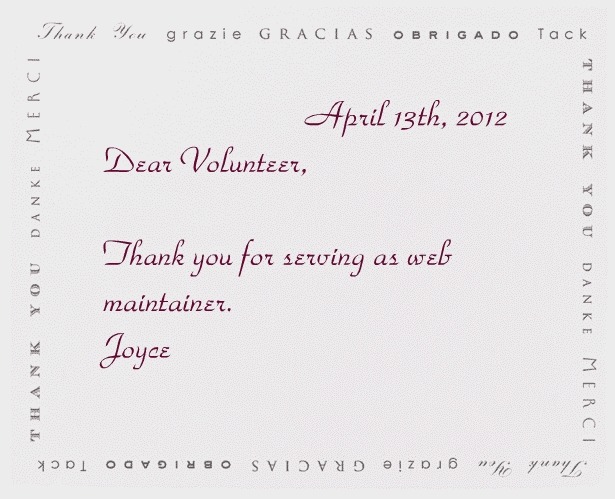 Thank You grazie GRACIAS OBRIGADO Tack
THANK YOU DANKE MERCI
April 13th, 2012
Dear Volunteer,
Thank you for serving as web
maintainer.
Joyce
THANK YOU DANKE MERCI
Thank You grazie GRACIAS OBRIGADO Tack